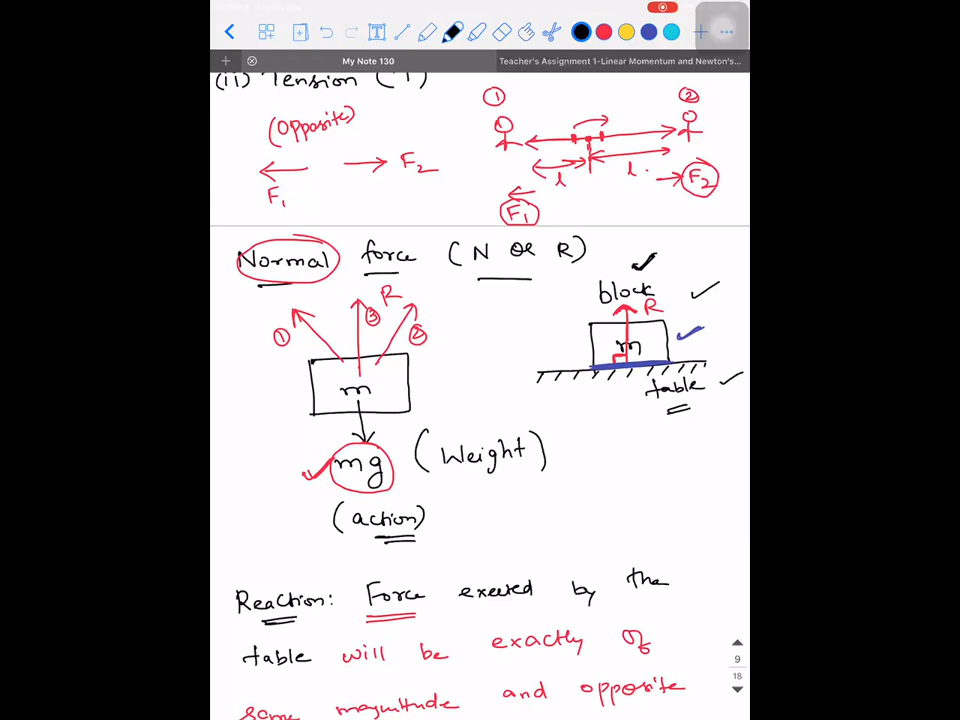 My Note 130
Teacher's Assignment 1-Linear Momentum and Newton's...
(ii) Tension (T)
(Opposite)
F1
F2
1
2
l
l
F1
F2
Normal force (N or R)
1
3
R
2
m
mg (Weight)
(action)
block
R
m
table
Reaction: Force exerted by the
table will be exactly of
same magnitude and opposite
9
18